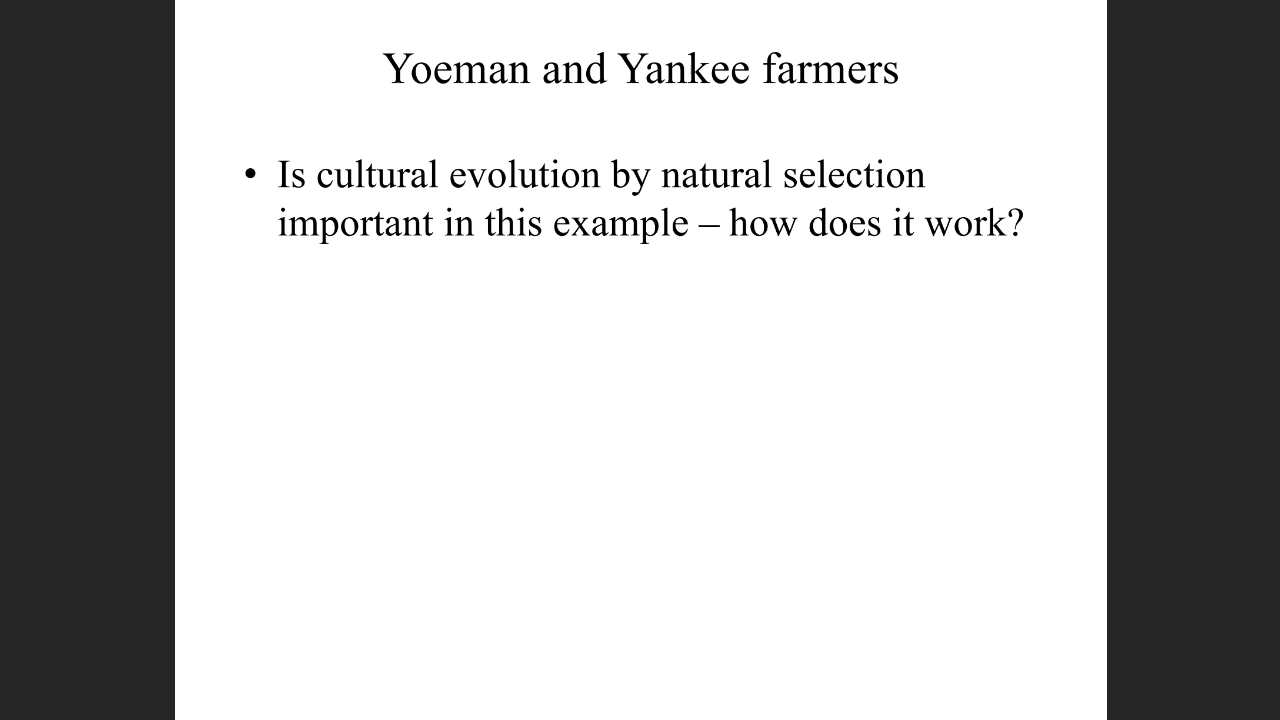 Yoeman and Yankee farmers
• Is cultural evolution by natural selection
important in this example – how does it work?